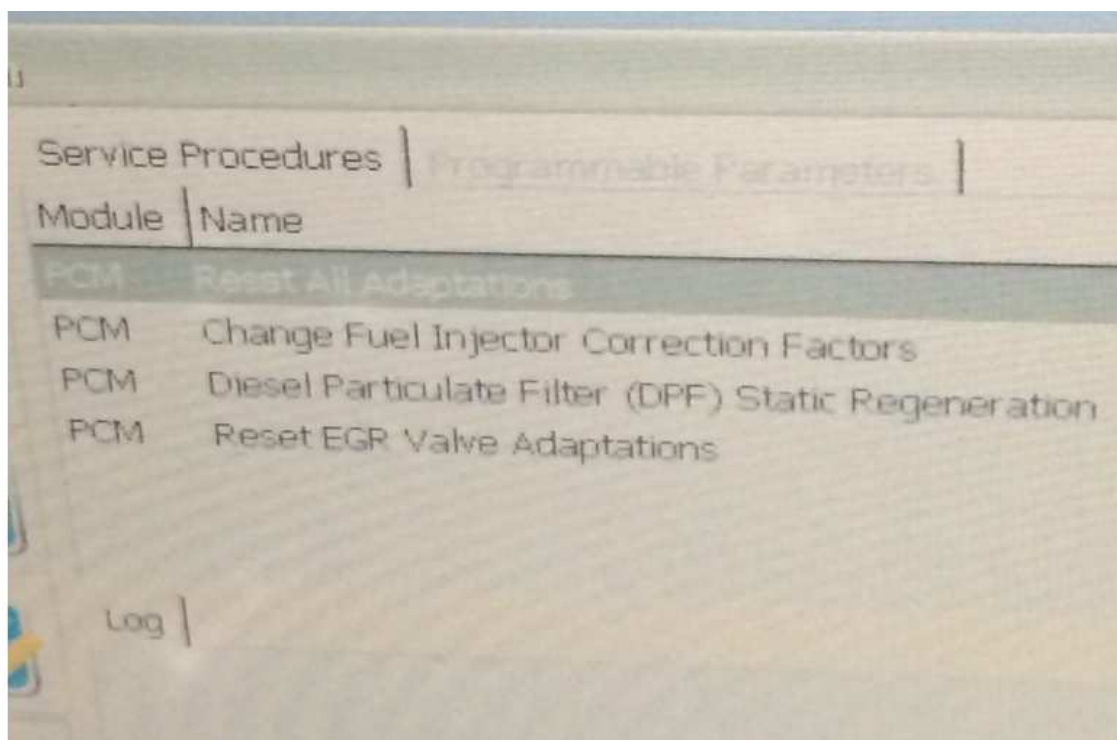 Service Procedures
Programmable Parameters
Module Name
PCM Reset All Adaptations
PCM Change Fuel Injector Correction Factors
PCM Diesel Particulate Filter (DPF) Static Regeneration
PCM Reset EGR Valve Adaptations
Log